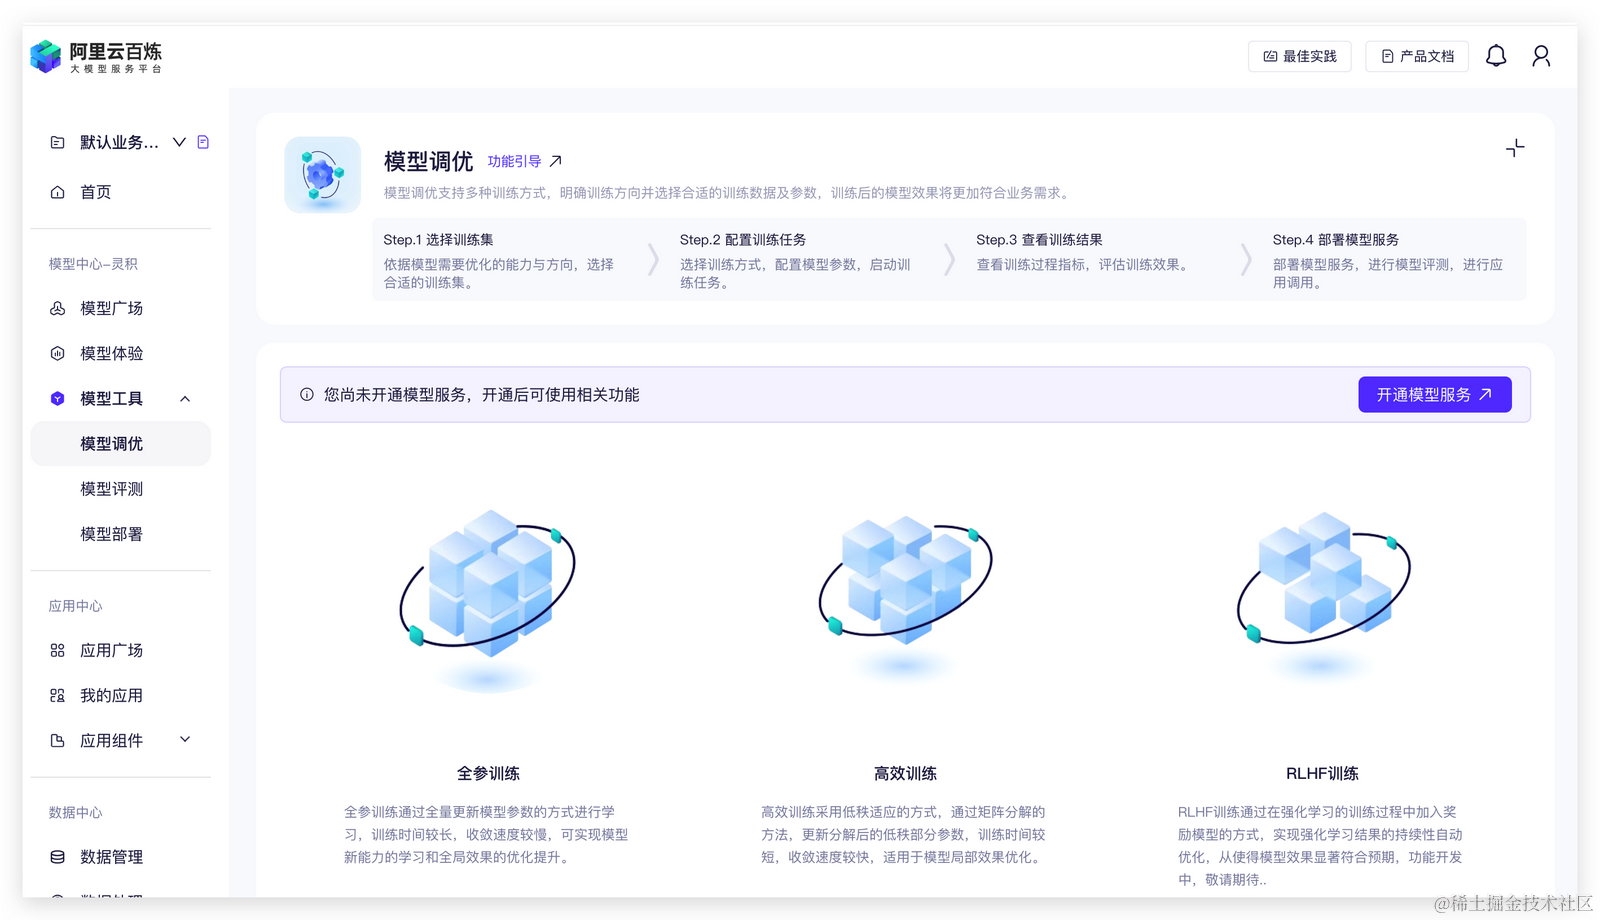 阿里云百炼
大模型服务平台
最佳实践
产品文档
默认业务...
首页
模型中心-灵积
模型广场
模型体验
模型工具
模型调优
模型评测
模型部署
应用中心
应用广场
我的应用
应用组件
数据中心
数据管理
模型调优 功能引导
模型调优支持多种训练方式，明确训练方向并选择合适的训练数据及参数，训练后的模型效果将更加符合业务需求。
Step.1 选择训练集
依据模型需要优化的能力与方向，选择
合适的训练集。
Step.2 配置训练任务
选择训练方式，配置模型参数，启动训
练任务。
Step.3 查看训练结果
查看训练过程指标，评估训练效果。
Step.4 部署模型服务
部署模型服务，进行模型评测，进行应
用调用。
您尚未开通模型服务，开通后可使用相关功能
开通模型服务
全参训练
全参训练通过全量更新模型参数的方式进行学
习，训练时间较长，收敛速度较慢，可实现模型
新能力的学习和全局效果的优化提升。
高效训练
高效训练采用低秩适应的方式，通过矩阵分解的
方法，更新分解后的低秩部分参数，训练时间较
短，收敛速度较快，适用于模型局部效果优化。
RLHF训练
RLHF训练通过在强化学习的训练过程中加入奖
励模型的方式，实现强化学习结果的持续性自动
优化，从使得模型效果显著符合预期，功能开发
中，敬请期待..
@稀土掘金技术社区